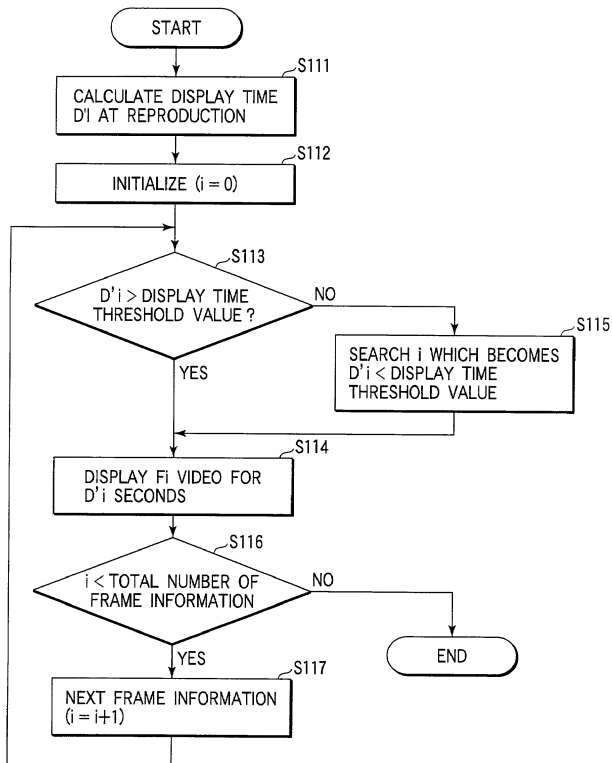 START
S111
CALCULATE DISPLAY TIME
D'I AT REPRODUCTION
S112
INITIALIZE (i = 0)
S113
D'i > DISPLAY TIME
THRESHOLD VALUE ?
NO
YES
S115
SEARCH i WHICH BECOMES
D'i < DISPLAY TIME
THRESHOLD VALUE
S114
DISPLAY Fi VIDEO FOR
D'i SECONDS
S116
i < TOTAL NUMBER OF
FRAME INFORMATION
NO
YES
END
S117
NEXT FRAME INFORMATION
(i = i+1)